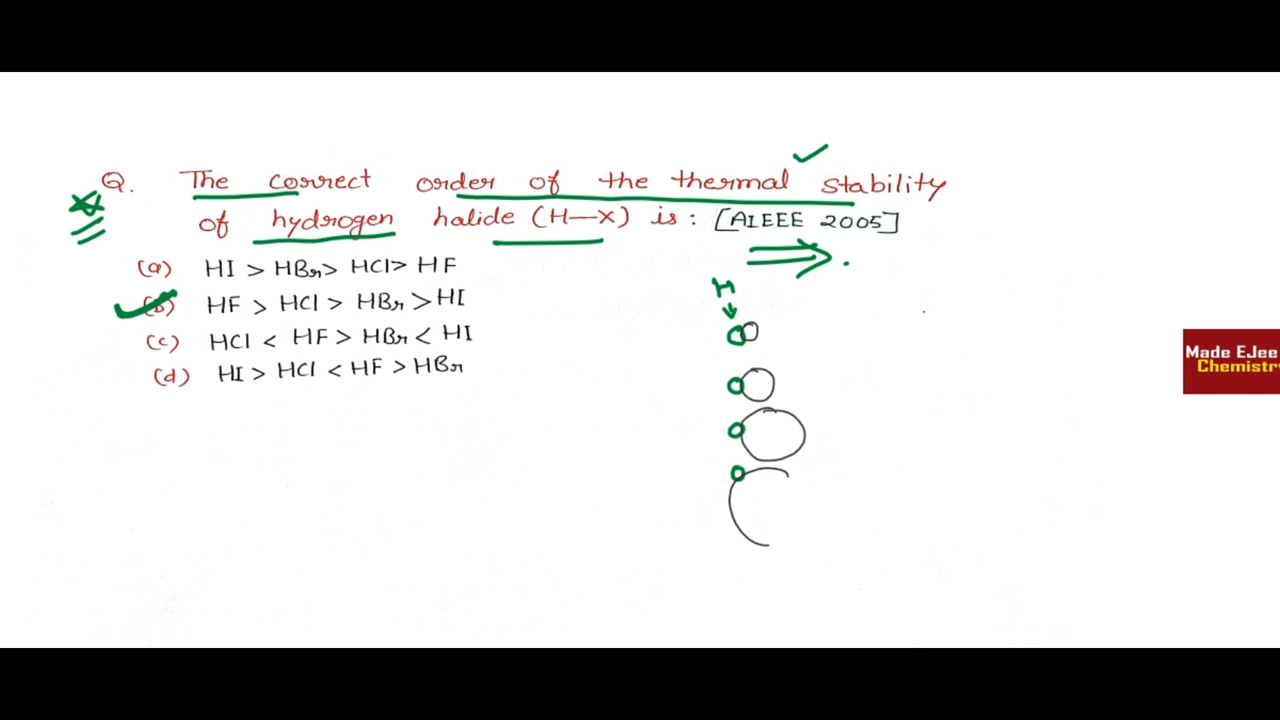 Q. The correct order of the thermal stability
of hydrogen halide (H—X) is: [AIEEE 2005]
(a) HI > HBr > HCl > HF
(b) HF > HCl > HBr > HI
(c) HCl < HF > HBr < HI
(d) HI > HCl < HF > HBr
H
Made EJee
Chemistry